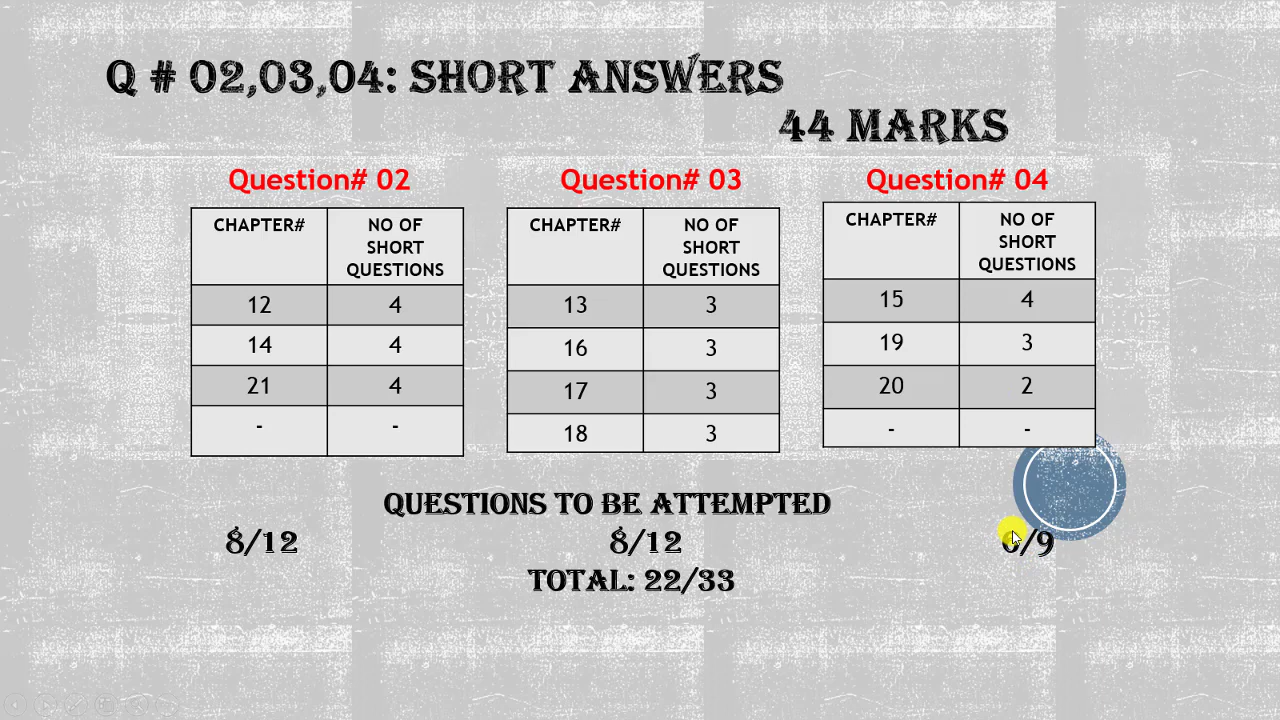 Q # 02,03,04: SHORT ANSWERS
44 MARKS
Question# 02
CHAPTER# NO OF SHORT QUESTIONS
12 4
14 4
21 4
- -
Question# 03
CHAPTER# NO OF SHORT QUESTIONS
13 3
16 3
17 3
18 3
Question# 04
CHAPTER# NO OF SHORT QUESTIONS
15 4
19 3
20 2
- -
QUESTIONS TO BE ATTEMPTED
8/12 8/12 6/9
TOTAL: 22/33